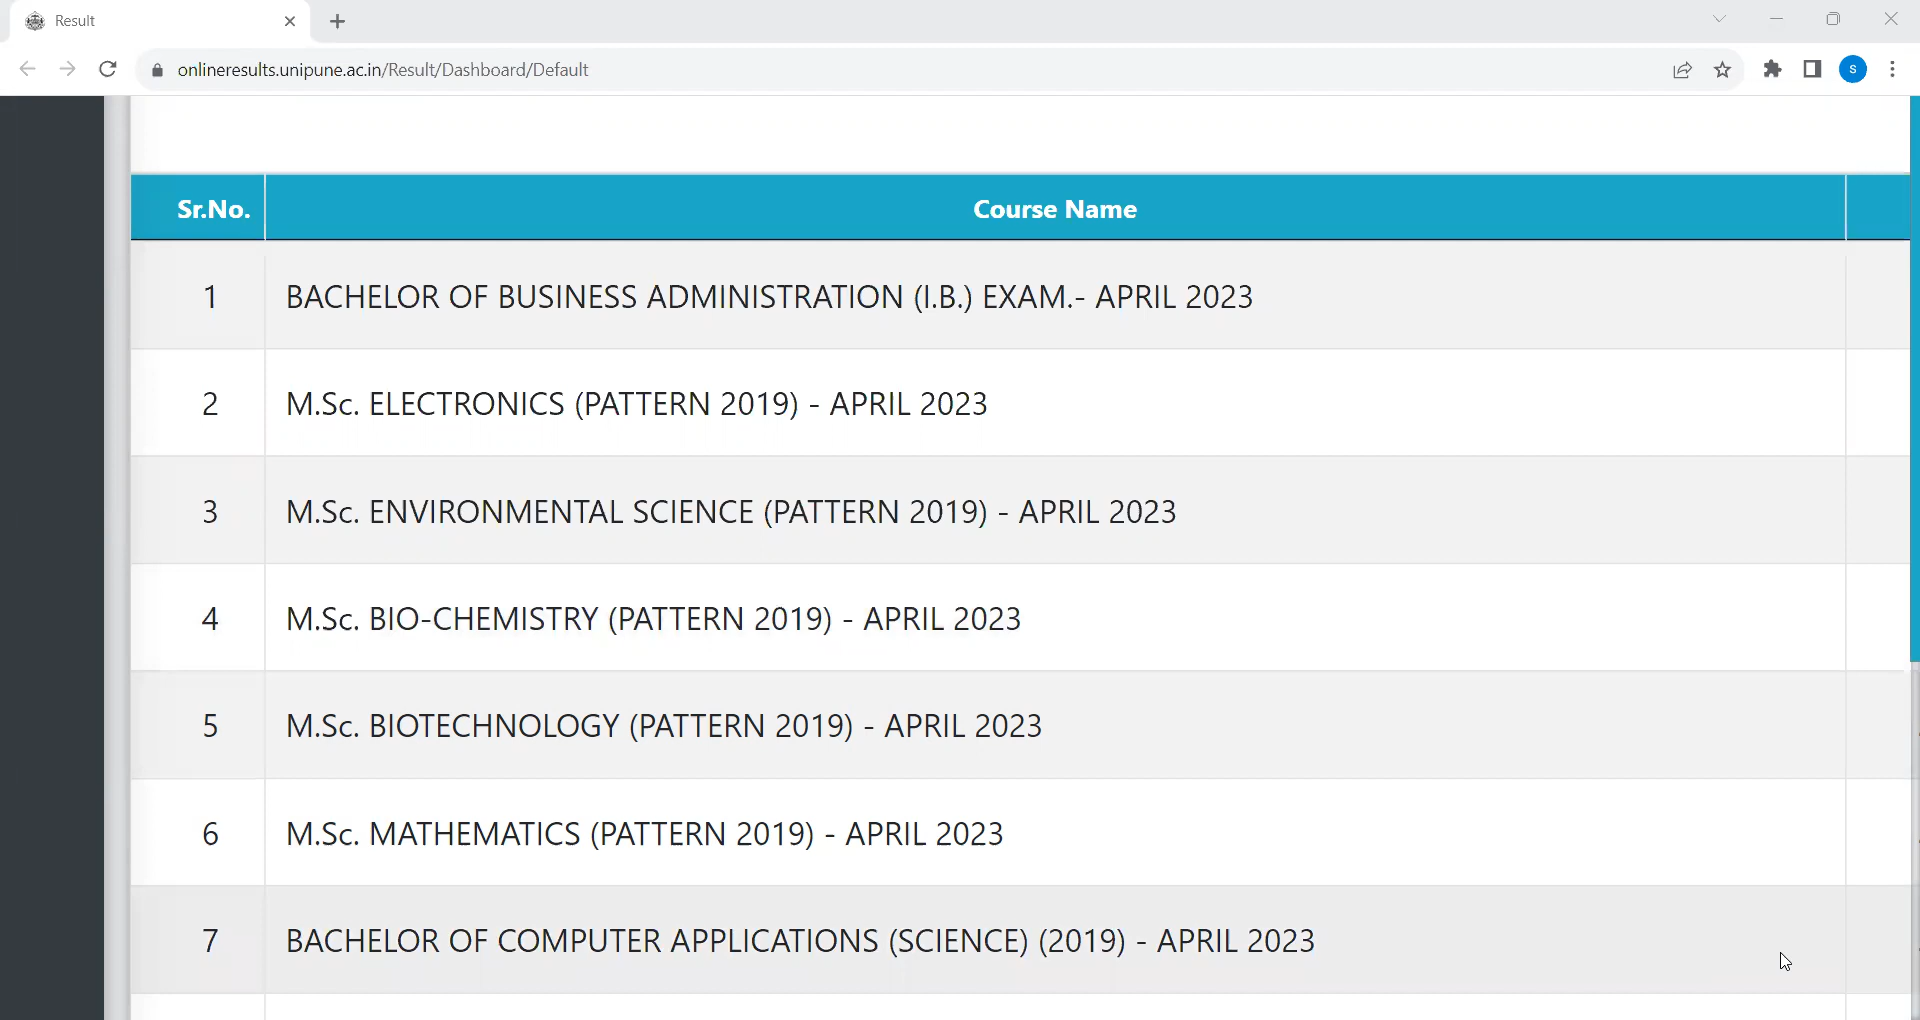 Result
onlineresults.unipune.ac.in/Result/Dashboard/Default
S
Sr.No. Course Name
1 BACHELOR OF BUSINESS ADMINISTRATION (I.B.) EXAM.- APRIL 2023
2 M.Sc. ELECTRONICS (PATTERN 2019) - APRIL 2023
3 M.Sc. ENVIRONMENTAL SCIENCE (PATTERN 2019) - APRIL 2023
4 M.Sc. BIO-CHEMISTRY (PATTERN 2019) - APRIL 2023
5 M.Sc. BIOTECHNOLOGY (PATTERN 2019) - APRIL 2023
6 M.Sc. MATHEMATICS (PATTERN 2019) - APRIL 2023
7 BACHELOR OF COMPUTER APPLICATIONS (SCIENCE) (2019) - APRIL 2023